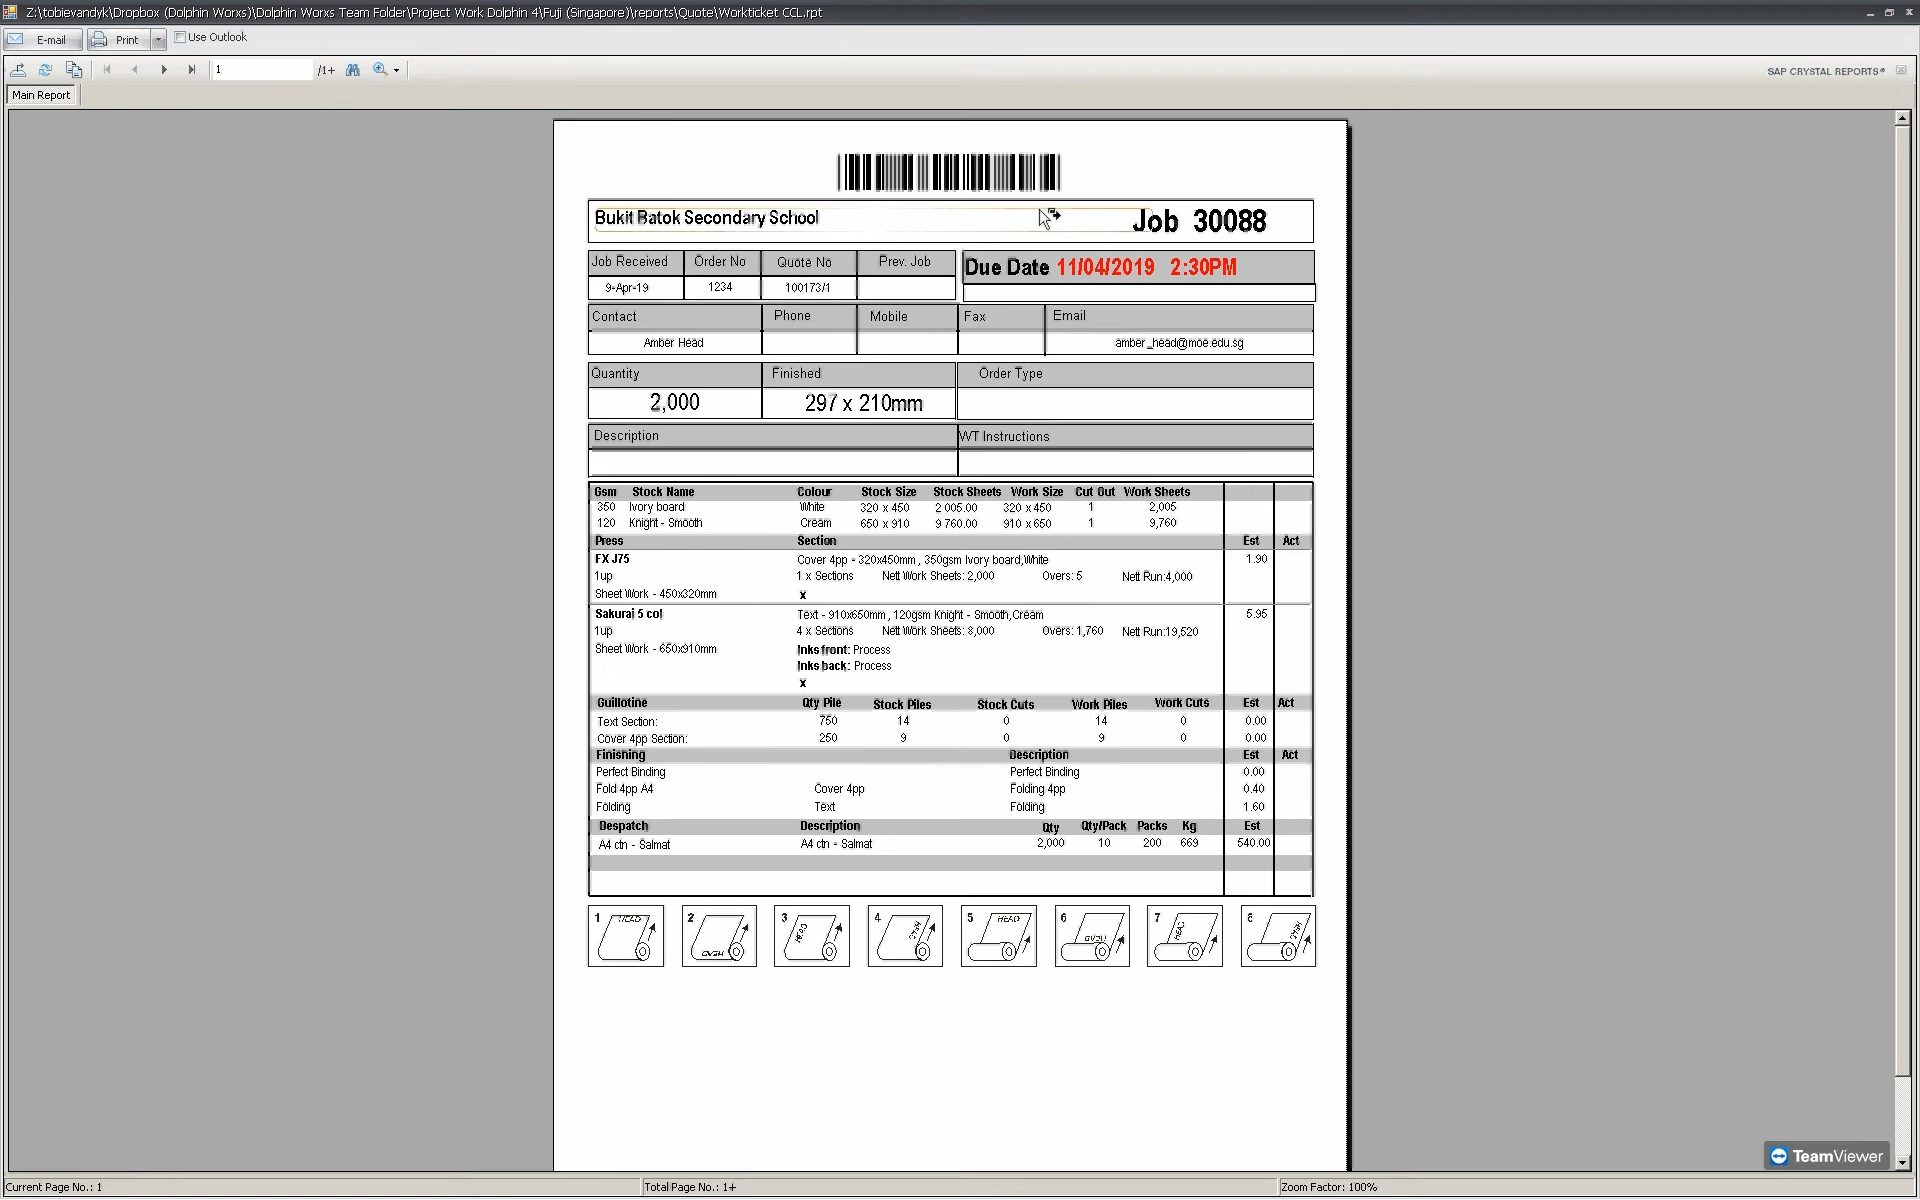 Z:\tobievandyk\Dropbox (Dolphin Worxs)\Dolphin Worxs Team Folder\Project Work Dolphin 4\Fuji (Singapore)\reports\Quote\Workticket CCL.rpt
E-mail Print Use Outlook
1 /1+ SAP CRYSTAL REPORTS®
Main Report
Bukit Batok Secondary School Job 30088
Job Received Order No Quote No Prev. Job Due Date 11/04/2019 2:30PM
9-Apr-19 1234 100173/1
Contact Phone Mobile Fax Email
Amber Head amber_head@moe.edu.sg
Quantity Finished Order Type
2,000 297 x 210mm
Description WT Instructions
Gsm Stock Name Colour Stock Size Stock Sheets Work Size Cut Out Work Sheets
350 Ivory board White 320 x 450 2 005.00 320 x 450 1 2,005
120 Knight - Smooth Cream 650 x 910 9 760.00 910 x 650 1 9,760
Press Section Est Act
FX J75 Cover 4pp - 320x450mm , 350gsm Ivory board,White 1.90
1up 1 x Sections Nett Work Sheets: 2,000 Overs: 5 Nett Run:4,000
Sheet Work - 450x320mm x
Sakurai 5 col Text - 910x650mm , 120gsm Knight - Smooth,Cream 5.95
1up 4 x Sections Nett Work Sheets: 8,000 Overs: 1,760 Nett Run:19,520
Sheet Work - 650x910mm Inks front: Process
Inks back: Process
x
Guillotine Qty Pile Stock Piles Stock Cuts Work Piles Work Cuts Est Act
Text Section: 750 14 0 14 0 0.00
Cover 4pp Section: 250 9 0 9 0 0.00
Finishing Description Est Act
Perfect Binding Perfect Binding 0.00
Fold 4pp A4 Cover 4pp Folding 4pp 0.40
Folding Text Folding 1.60
Despatch Description Qty Qty/Pack Packs Kg Est
A4 ctn - Salmat A4 ctn - Salmat 2,000 10 200 669 540.00
1 HEAD 2 HEAD 3 HEAD 4 HEAD 5 HEAD 6 HEAD 7 HEAD 8 HEAD
TeamViewer
Current Page No.: 1 Total Page No.: 1+ Zoom Factor: 100%